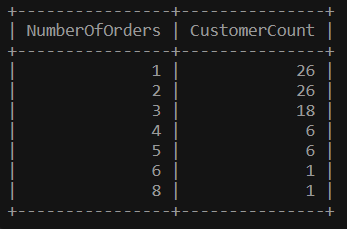 +----------------+---------------+
| NumberOfOrders | CustomerCount |
+----------------+---------------+
|              1 |            26 |
|              2 |            26 |
|              3 |            18 |
|              4 |             6 |
|              5 |             6 |
|              6 |             1 |
|              8 |             1 |
+----------------+---------------+